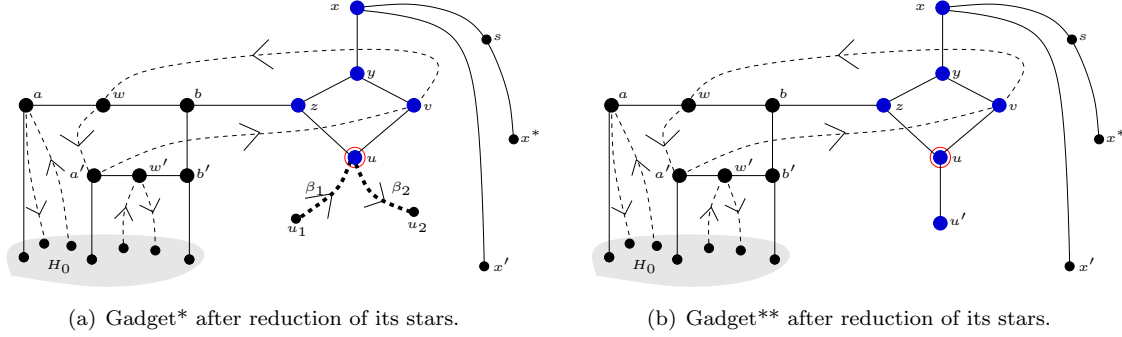 x
s
y
a
w
b
z
v
x*
u
a′
w′
b′
β₁
β₂
u₁
u₂
H₀
x′
(a) Gadget* after reduction of its stars.
x
s
y
a
w
b
z
v
x*
u
a′
w′
b′
u′
H₀
x′
(b) Gadget** after reduction of its stars.